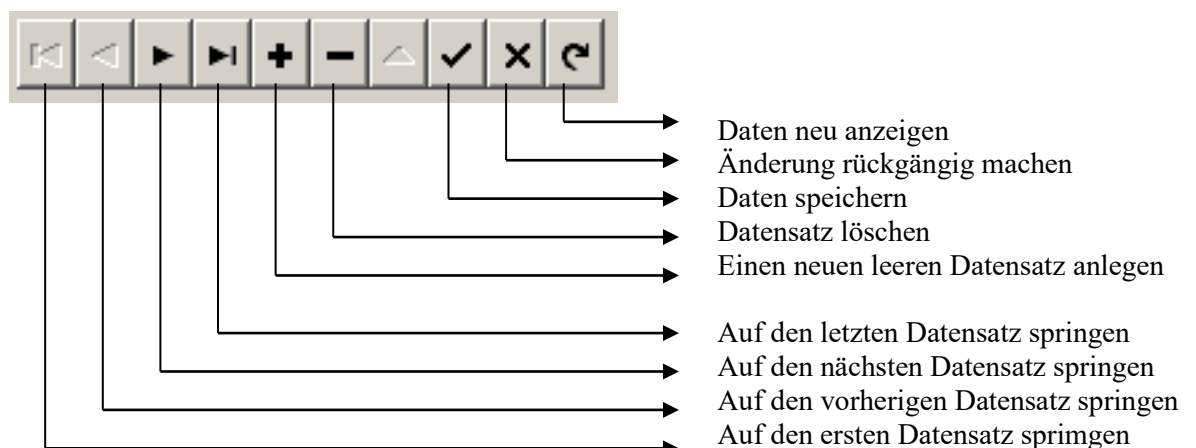 Daten neu anzeigen
Änderung rückgängig machen
Daten speichern
Datensatz löschen
Einen neuen leeren Datensatz anlegen
Auf den letzten Datensatz springen
Auf den nächsten Datensatz springen
Auf den vorherigen Datensatz springen
Auf den ersten Datensatz sprimgen